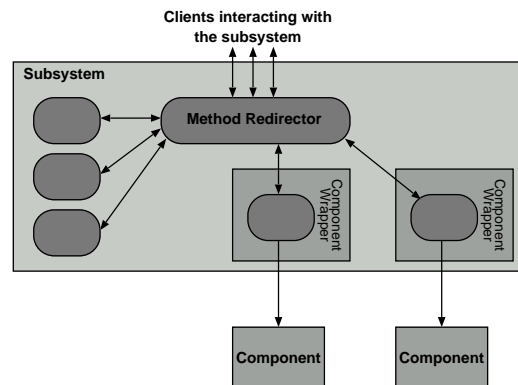 Clients interacting with
the subsystem
Subsystem
Method Redirector
Component
Wrapper
Component
Wrapper
Component
Component